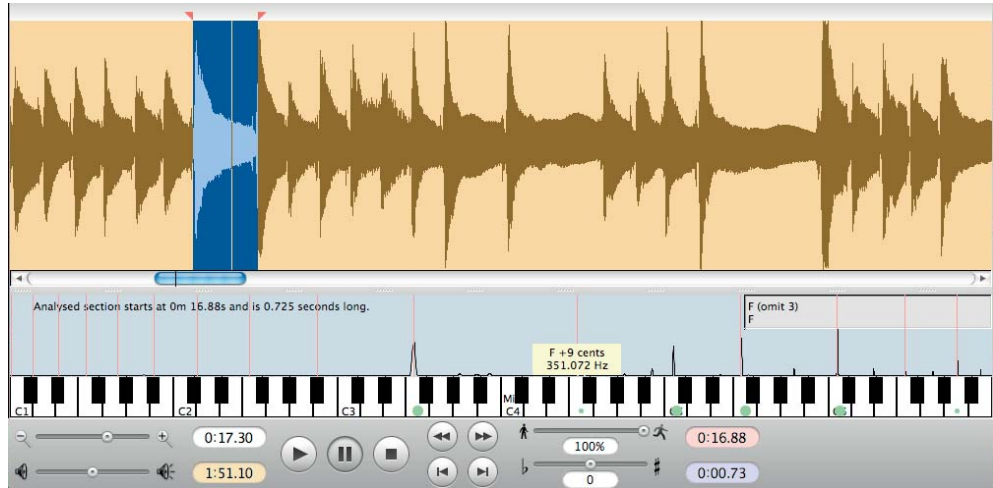 Analysed section starts at 0m 16.88s and is 0.725 seconds long.
F (omit 3)
F
F +9 cents
351.072 Hz
C1
C2
C3
Mi
C4
0:17.30
100%
0:16.88
1:51.10
0
0:00.73